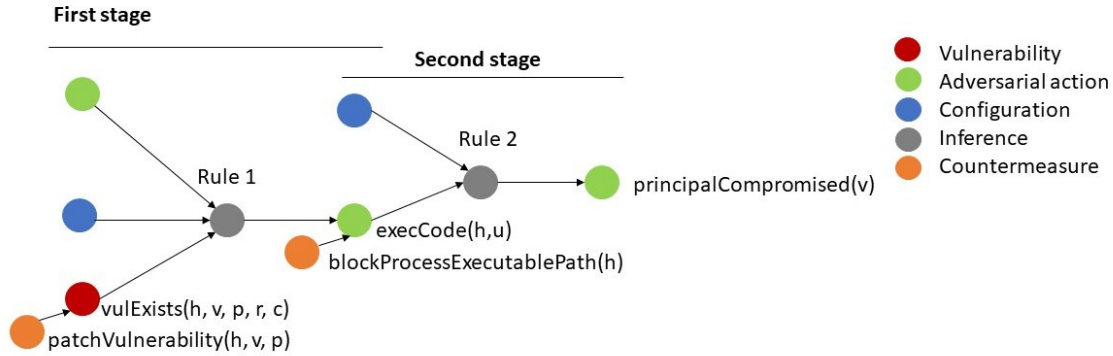 First stage
Second stage
Vulnerability
Adversarial action
Configuration
Inference
Countermeasure
Rule 1
Rule 2
principalCompromised(v)
execCode(h,u)
blockProcessExecutablePath(h)
vulExists(h, v, p, r, c)
patchVulnerability(h, v, p)